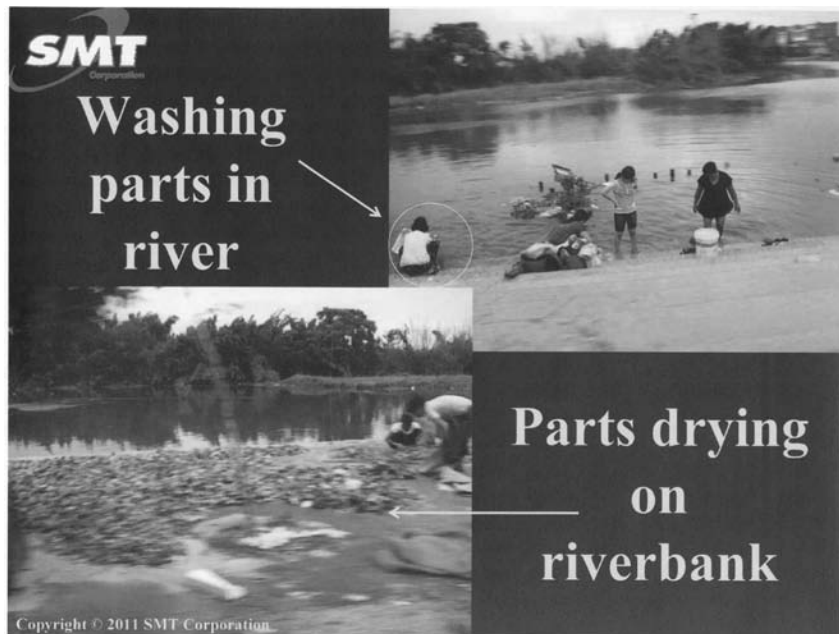 SMT
Corporation
Washing
parts in
river
Parts drying
on
riverbank
Copyright © 2011 SMT Corporation